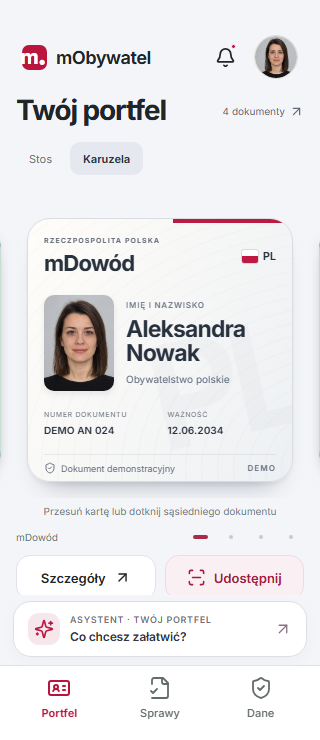 m. mObywatel
Twój portfel
4 dokumenty
Stos Karuzela
RZECZPOSPOLITA POLSKA
mDowód
PL
IMIĘ I NAZWISKO
Aleksandra
Nowak
Obywatelstwo polskie
NUMER DOKUMENTU WAŻNOŚĆ
DEMO AN 024 12.06.2034
Dokument demonstracyjny DEMO
Przesuń kartę lub dotknij sąsiedniego dokumentu
mDowód
Szczegóły Udostępnij
ASYSTENT · TWÓJ PORTFEL
Co chcesz załatwić?
Portfel Sprawy Dane